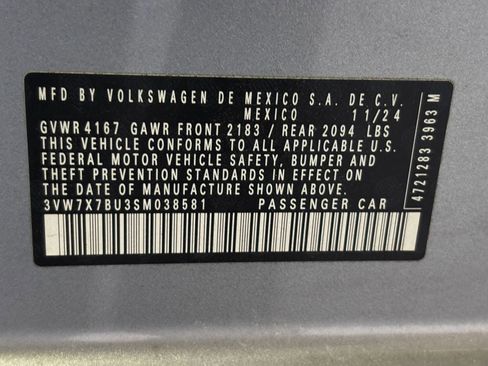 MFD BY VOLKSWAGEN DE MEXICO S.A. DE C.V.
MEXICO 11/24
GVWR 4167 GAWR FRONT 2183 / REAR 2094 LBS
THIS VEHICLE CONFORMS TO ALL APPLICABLE U.S.
FEDERAL MOTOR VEHICLE SAFETY, BUMPER AND
THEFT PREVENTION STANDARDS IN EFFECT ON
THE DATE OF MANUFACTURE SHOWN ABOVE.
3VW7X7BU3SM038581 PASSENGER CAR
4721283 3963 M